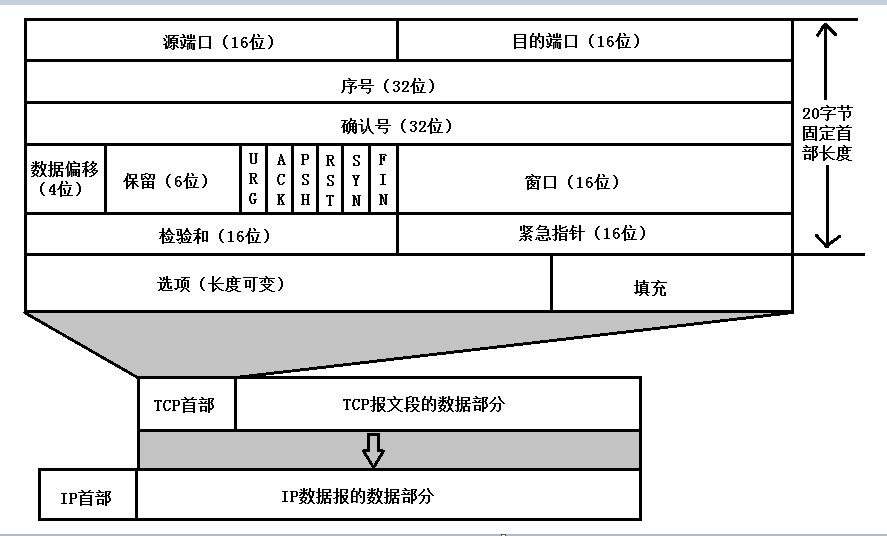 源端口（16位）
目的端口（16位）
序号（32位）
确认号（32位）
数据偏移
（4位）
保留（6位）
URG
ACK
PSH
RST
SYN
FIN
窗口（16位）
检验和（16位）
紧急指针（16位）
选项（长度可变）
填充
20字节
固定首
部长度
TCP首部
TCP报文段的数据部分
IP首部
IP数据报的数据部分